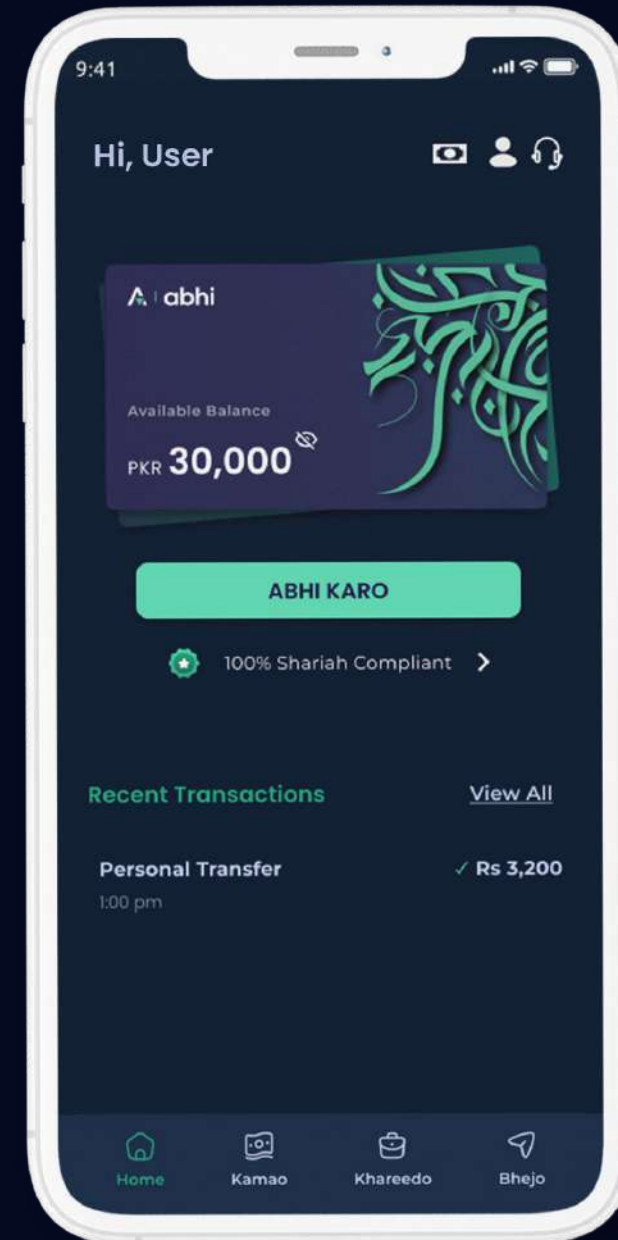 9:41
Hi, User
abhi
Available Balance
PKR 30,000
ABHI KARO
100% Shariah Compliant
Recent Transactions View All
Personal Transfer ✓ Rs 3,200
1:00 pm
Home Kamao Khareedo Bhejo